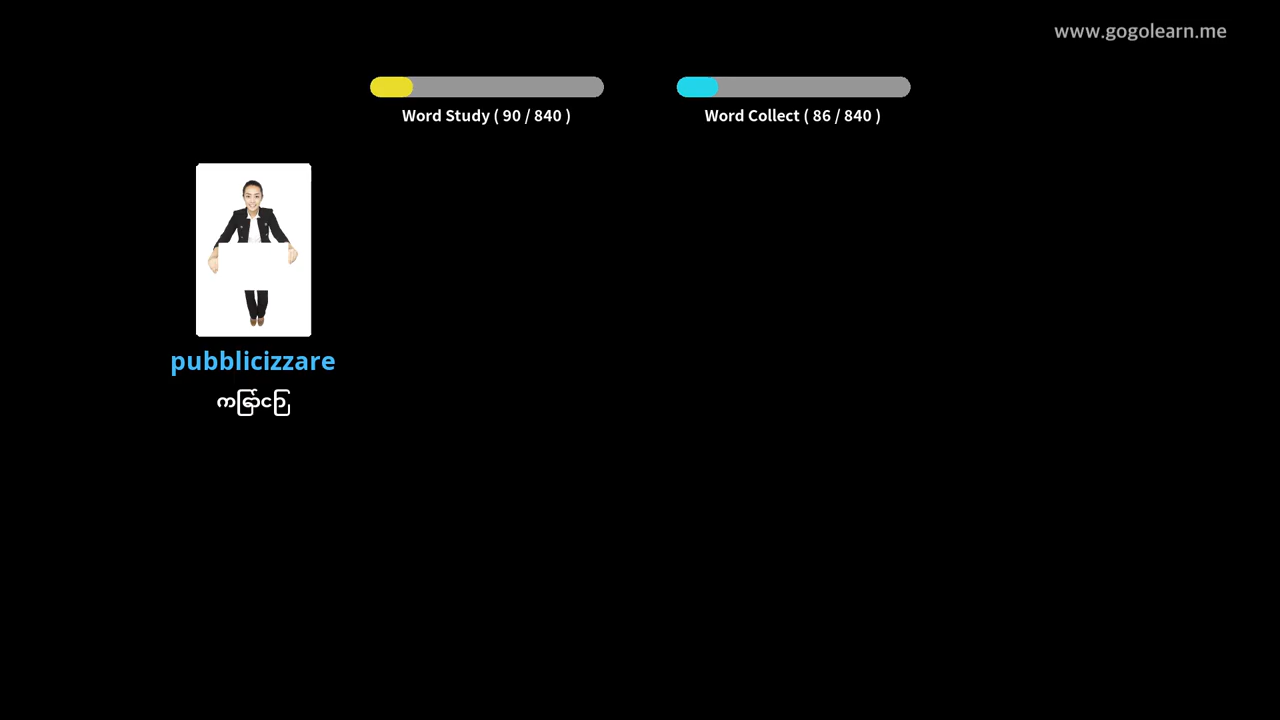 www.gogolearn.me
Word Study ( 90 / 840 )
Word Collect ( 86 / 840 )
pubblicizzare
ကြော်ငြာ